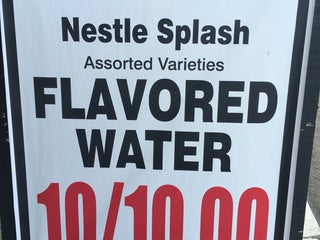 Nestle Splash
Assorted Varieties
FLAVORED
WATER
10/10.00